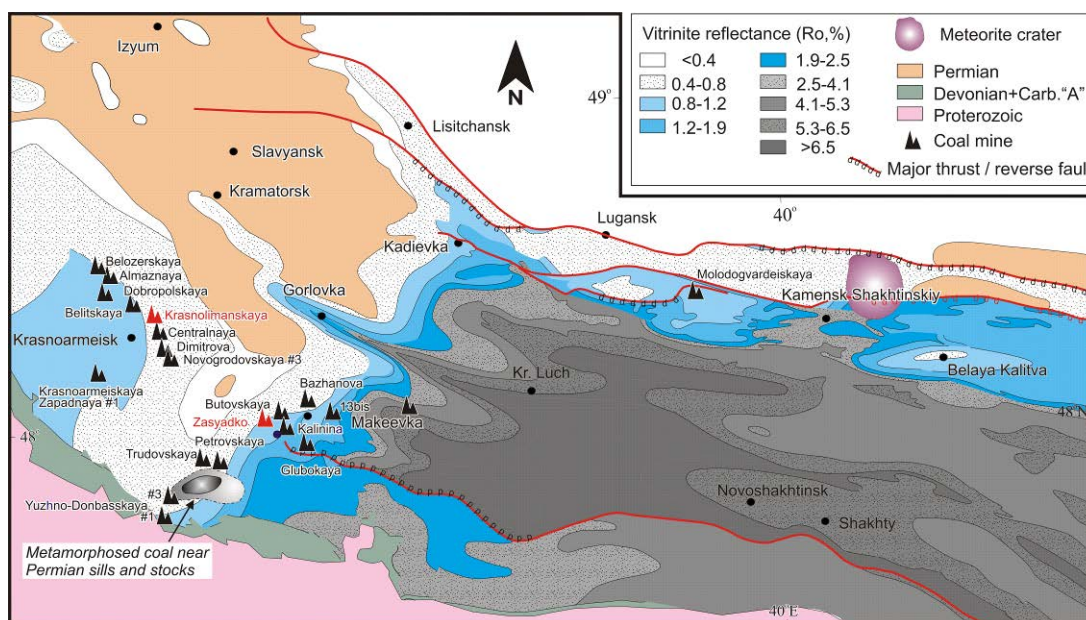 Izyum
N
Lisitchansk
49
Slavyansk
Kramatorsk
Lugansk
40°
Kadievka
Belozerskaya
Almaznaya
Dobropolskaya
Belitskaya
Gorlovka
Molodogvardeiskaya
Kamensk Shakhtinskiy
Krasnolimanskaya
Krasnoarmeisk
Centralnaya
Dimitrova
Novogrodovskaya #3
Belaya Kalitva
Krasnoarmeiskaya
Zapadnaya #1
Kr. Luch
Bazhanova
Butovskaya
13bis
Makeevka
Zasyadko
Kalinina
48°
48°N
Petrovskaya
Trudovskaya
Glubokaya
#3
Yuzhno-Donbasskaya
#1
Novoshakhtinsk
Shakhty
Metamorphosed coal near
Permian sills and stocks
40°E
Vitrinite reflectance (Ro,%)
<0.4
0.4-0.8
0.8-1.2
1.2-1.9
1.9-2.5
2.5-4.1
4.1-5.3
5.3-6.5
>6.5
Meteorite crater
Permian
Devonian+Carb."A"
Proterozoic
Coal mine
Major thrust / reverse fault